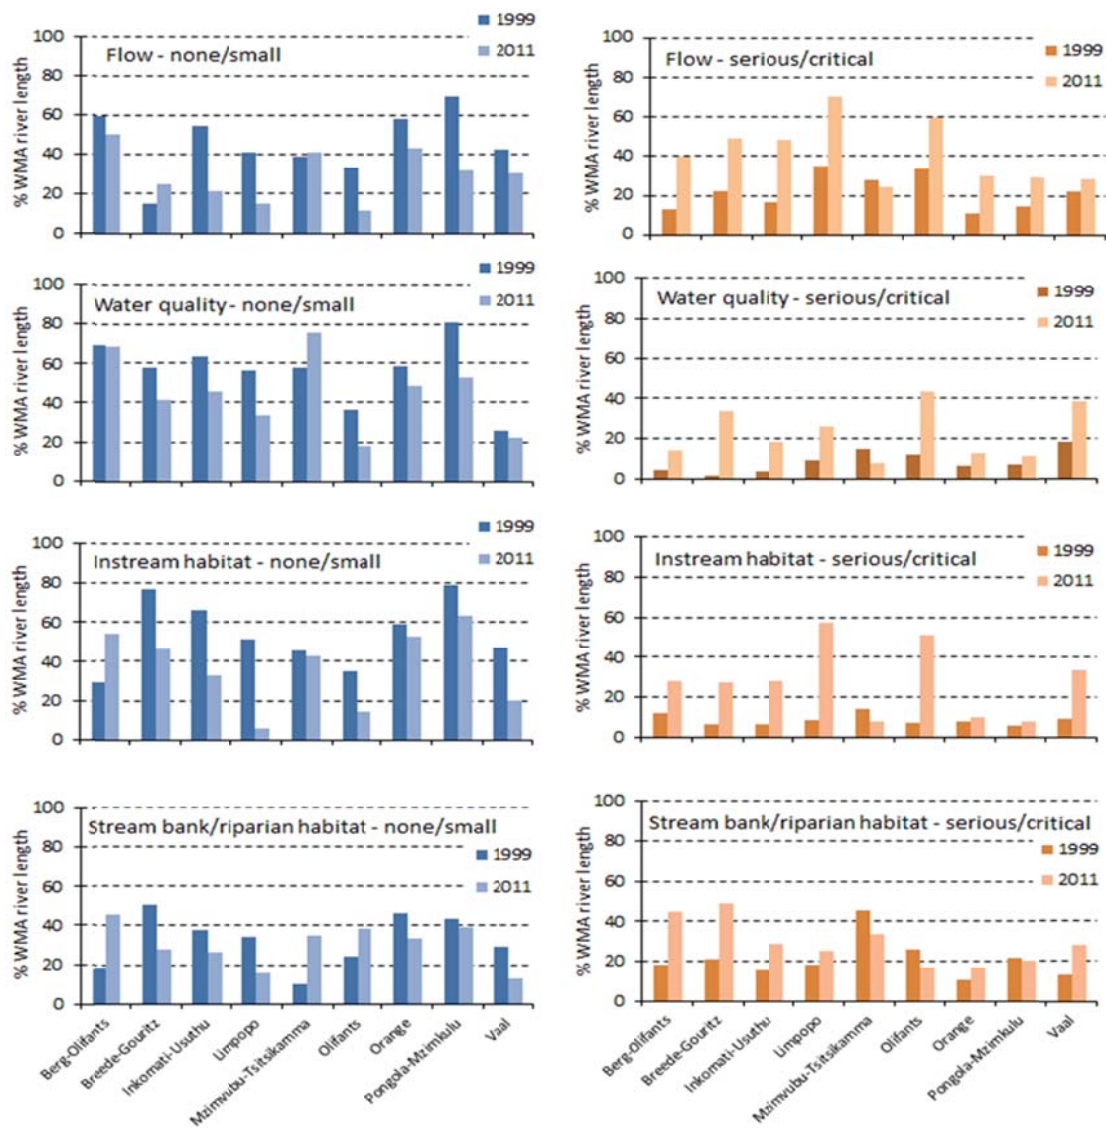 1999
2011
Flow - none/small
% WMA river length
100
80
60
40
20
0
1999
2011
Flow - serious/critical
% WMA river length
100
80
60
40
20
0
1999
2011
Water quality - none/small
% WMA river length
100
80
60
40
20
0
1999
2011
Water quality - serious/critical
% WMA river length
100
80
60
40
20
0
1999
2011
Instream habitat - none/small
% WMA river length
100
80
60
40
20
0
1999
2011
Instream habitat - serious/critical
% WMA river length
100
80
60
40
20
0
Stream bank/riparian habitat - none/small
1999
2011
% WMA river length
100
80
60
40
20
0
Berg-Olifants
Breede-Gouritz
Inkomati-Usuthu
Limpopo
Mzimvubu-Tsitsikamma
Olifants
Orange
Pongola-Mzimkulu
Vaal
Stream bank/riparian habitat - serious/critical
1999
2011
% WMA river length
100
80
60
40
20
0
Berg-Olifants
Breede-Gouritz
Inkomati-Usuthu
Limpopo
Mzimvubu-Tsitsikamma
Olifants
Orange
Pongola-Mzimkulu
Vaal